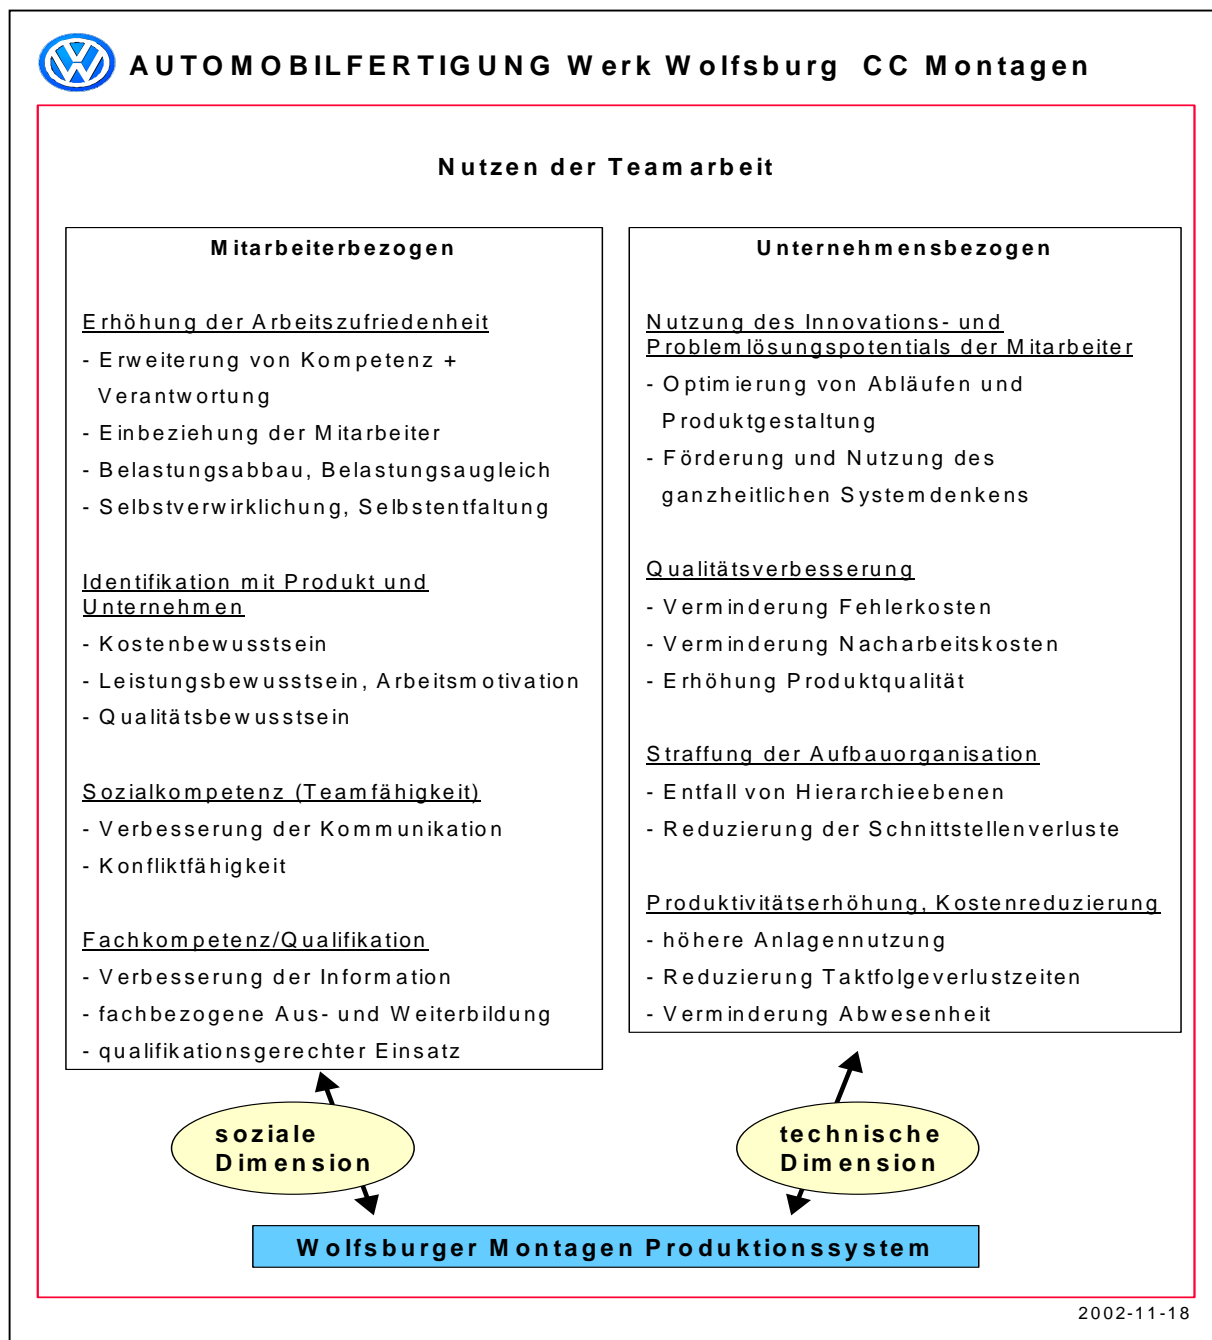 AUTOMOBILFERTIGUNG Werk Wolfsburg CC Montagen
Nutzen der Teamarbeit
Mitarbeiterbezogen
Erhöhung der Arbeitszufriedenheit
- Erweiterung von Kompetenz +
Verantwortung
- Einbeziehung der Mitarbeiter
- Belastungsabbau, Belastungsaugleich
- Selbstverwirklichung, Selbstentfaltung
Identifikation mit Produkt und
Unternehmen
- Kostenbewusstsein
- Leistungsbewusstsein, Arbeitsmotivation
- Qualitätsbewusstsein
Sozialkompetenz (Teamfähigkeit)
- Verbesserung der Kommunikation
- Konfliktfähigkeit
Fachkompetenz/Qualifikation
- Verbesserung der Information
- fachbezogene Aus- und Weiterbildung
- qualifikationsgerechter Einsatz
Unternehmensbezogen
Nutzung des Innovations- und
Problemlösungspotentials der Mitarbeiter
- Optimierung von Abläufen und
Produktgestaltung
- Förderung und Nutzung des
ganzheitlichen Systemdenkens
Qualitätsverbesserung
- Verminderung Fehlerkosten
- Verminderung Nacharbeitskosten
- Erhöhung Produktqualität
Straffung der Aufbauorganisation
- Entfall von Hierarchieebenen
- Reduzierung der Schnittstellenverluste
Produktivitätserhöhung, Kostenreduzierung
- höhere Anlagennutzung
- Reduzierung Taktfolgeverlustzeiten
- Verminderung Abwesenheit
soziale
Dimension
technische
Dimension
Wolfsburger Montagen Produktionssystem
2002-11-18